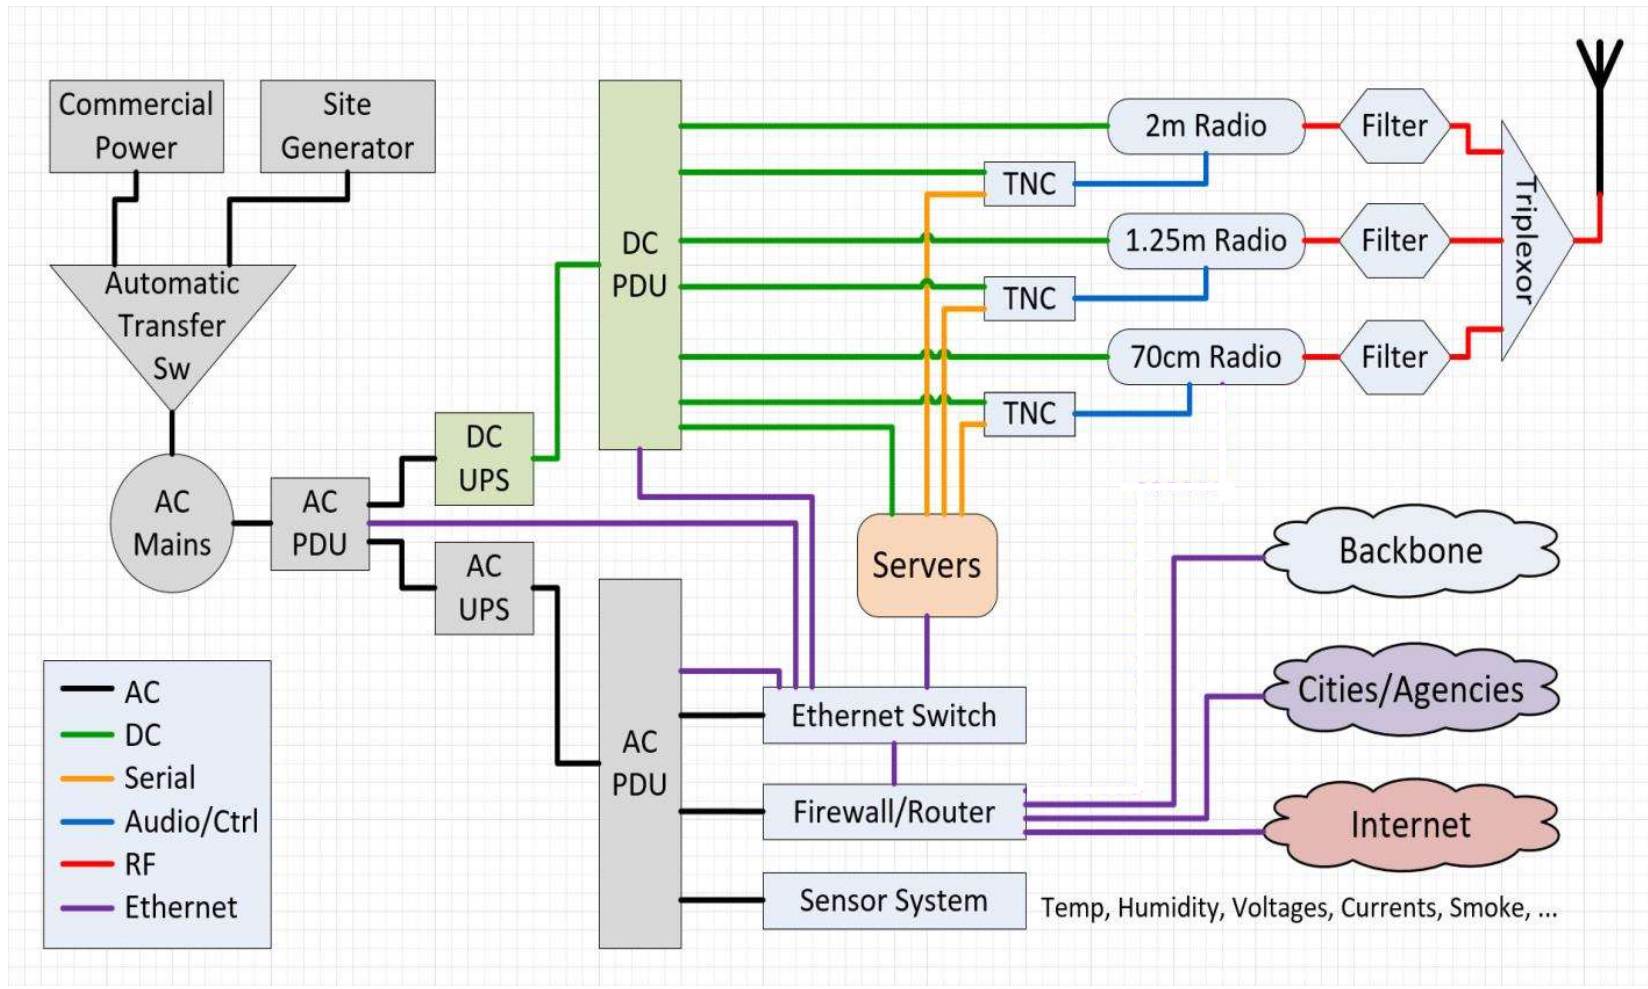 Commercial
Power
Site
Generator
Automatic
Transfer
Sw
AC
Mains
AC
PDU
DC
UPS
AC
UPS
DC
PDU
AC
PDU
2m Radio
Filter
TNC
1.25m Radio
Filter
TNC
70cm Radio
Filter
TNC
Triplexor
Servers
Backbone
Cities/Agencies
Internet
Ethernet Switch
Firewall/Router
Sensor System
Temp, Humidity, Voltages, Currents, Smoke, ...
AC
DC
Serial
Audio/Ctrl
RF
Ethernet